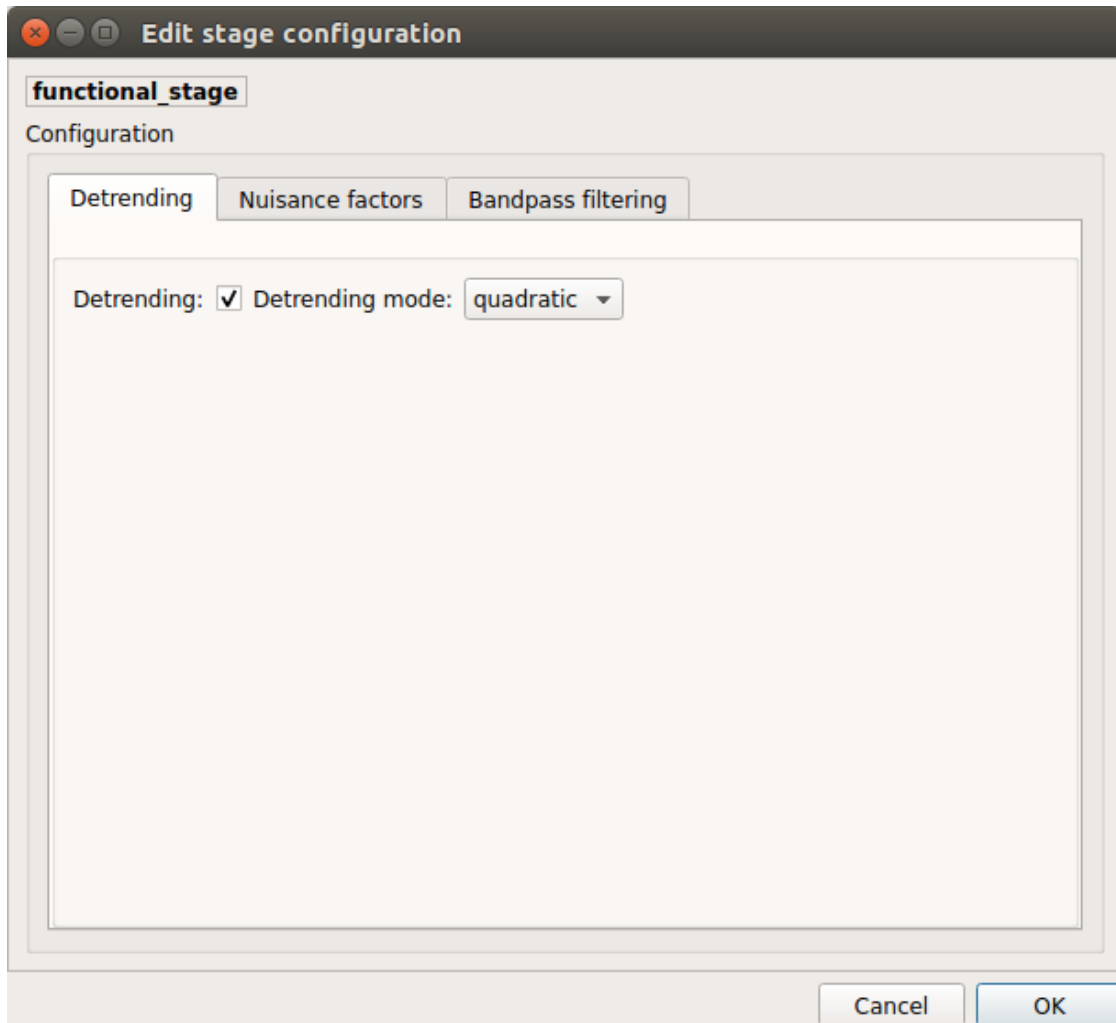 Edit stage configuration
functional_stage
Configuration
Detrending Nuisance factors Bandpass filtering
Detrending: Detrending mode: quadratic
Cancel OK